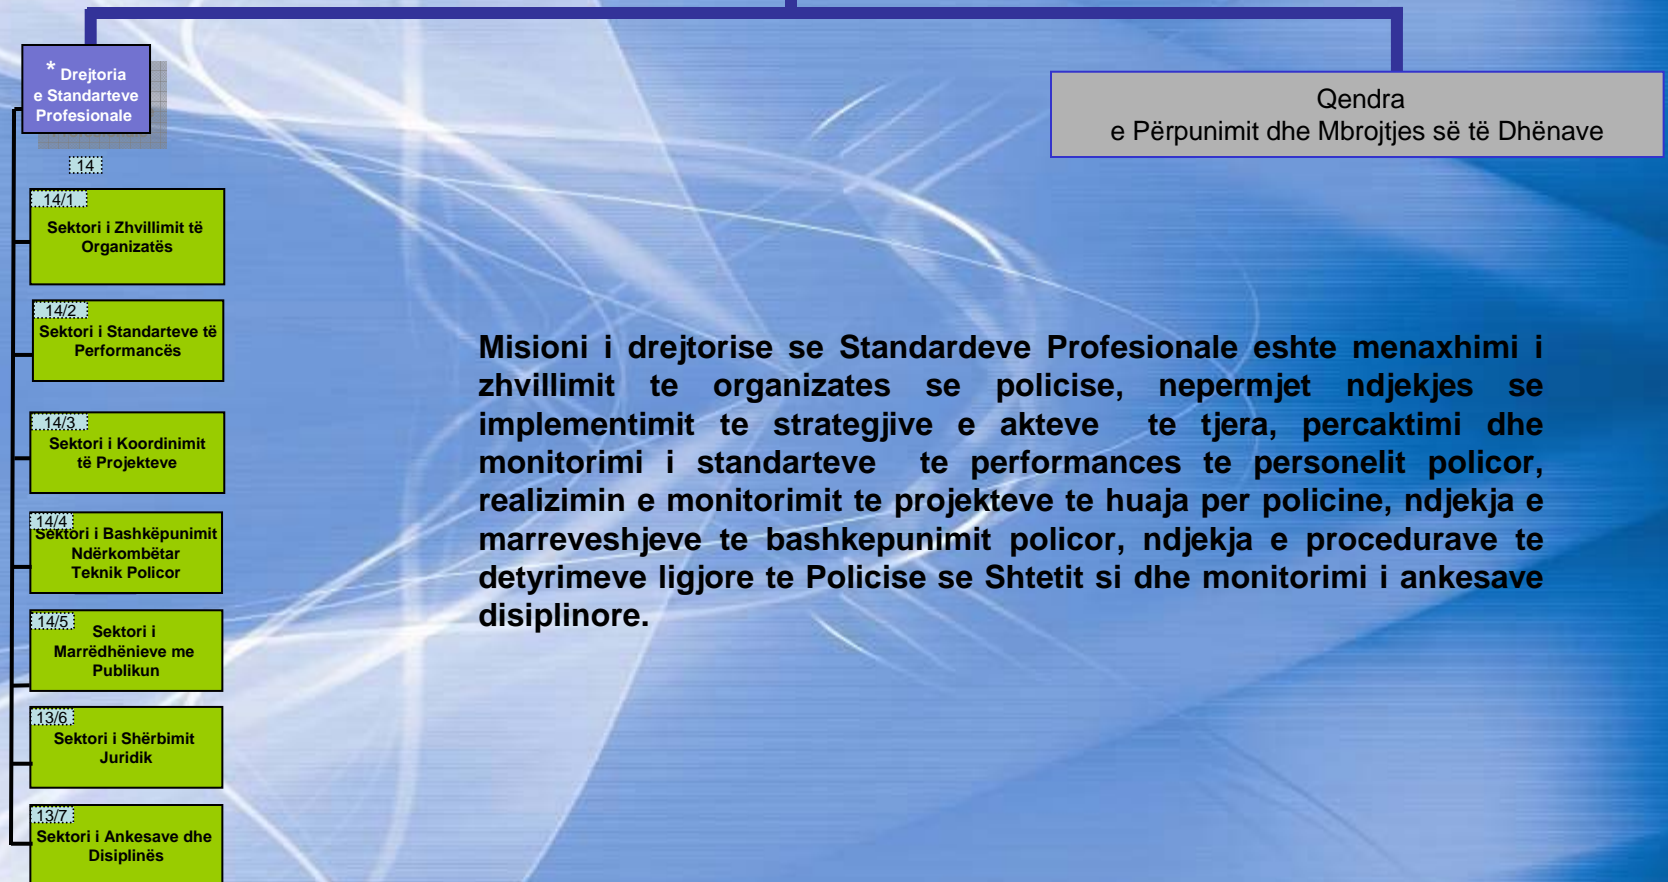 * Drejtoria
e Standarteve
Profesionale
14
14/1
Sektori i Zhvillimit të
Organizatës
14/2
Sektori i Standarteve të
Performancës
14/3
Sektori i Koordinimit
të Projekteve
14/4
Sektori i Bashkëpunimit
Ndërkombëtar
Teknik Policor
14/5
Sektori i
Marrëdhënieve me
Publikun
13/6
Sektori i Shërbimit
Juridik
13/7
Sektori i Ankesave dhe
Disiplinës
Qendra
e Përpunimit dhe Mbrojtjes së të Dhënave
Misioni i drejtorise se Standardeve Profesionale eshte menaxhimi i
zhvillimit te organizates se policise, nepermjet ndjekjes se
implementimit te strategjive e akteve te tjera, percaktimi dhe
monitorimi i standarteve te performances te personelit policor,
realizimin e monitorimit te projekteve te huaja per policine, ndjekja e
marreveshjeve te bashkepunimit policor, ndjekja e procedurave te
detyrimeve ligjore te Policise se Shtetit si dhe monitorimi i ankesave
disiplinore.